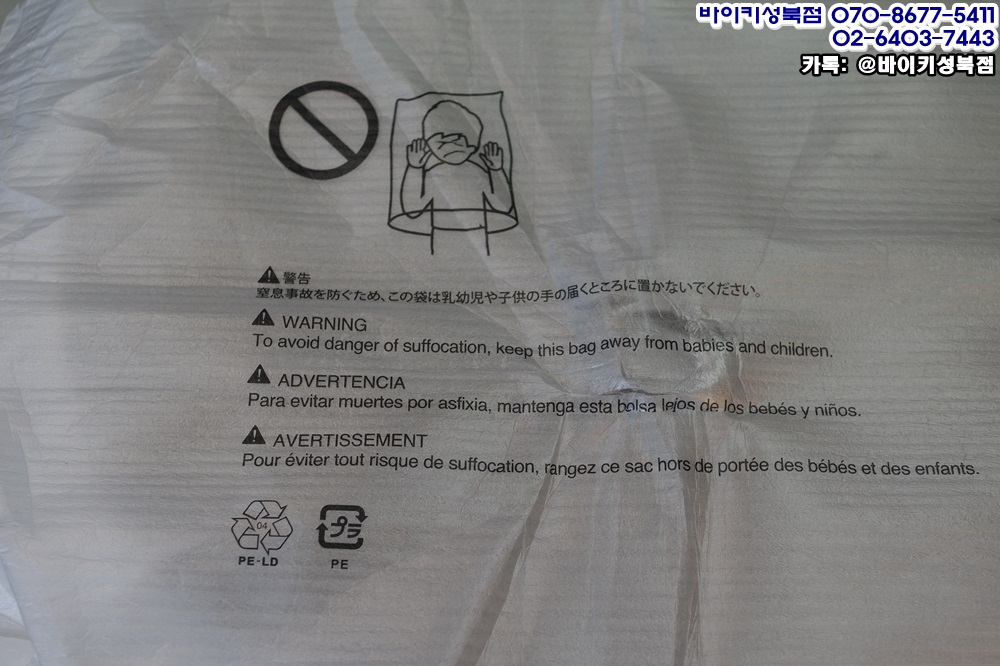 바이키성북점 070-8677-5411
02-6403-7443
카톡: @바이키성북점
警告
窒息事故を防ぐため、この袋は乳幼児や子供の手の届くところに置かないでください。
WARNING
To avoid danger of suffocation, keep this bag away from babies and children.
ADVERTENCIA
Para evitar muertes por asfixia, mantenga esta bolsa lejos de los bebés y niños.
AVERTISSEMENT
Pour éviter tout risque de suffocation, rangez ce sac hors de portée des bébés et des enfants.
04 プラ
PE-LD PE